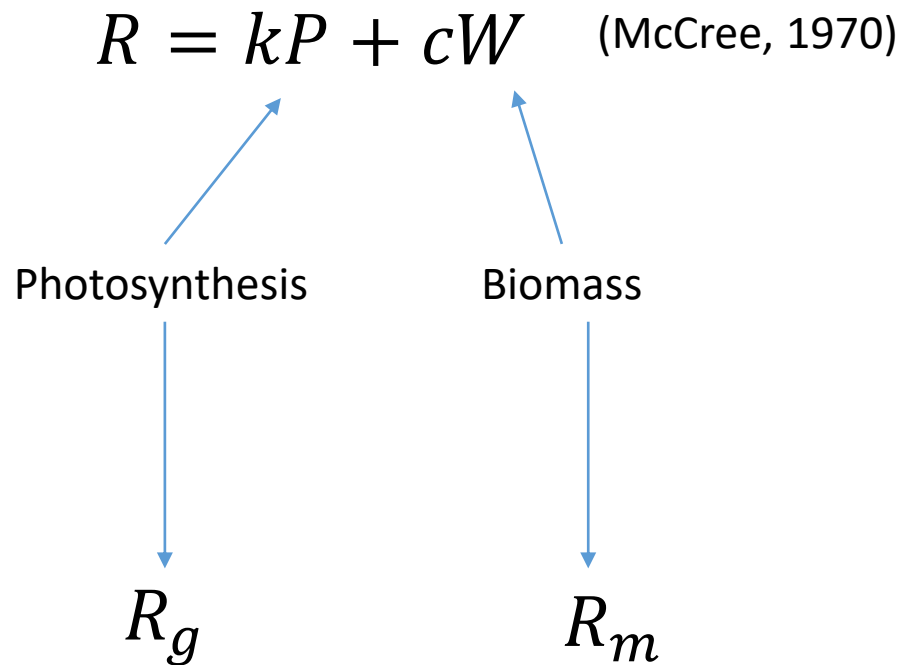 R = kP + cW (McCree, 1970)
Photosynthesis Biomass
R_g R_m